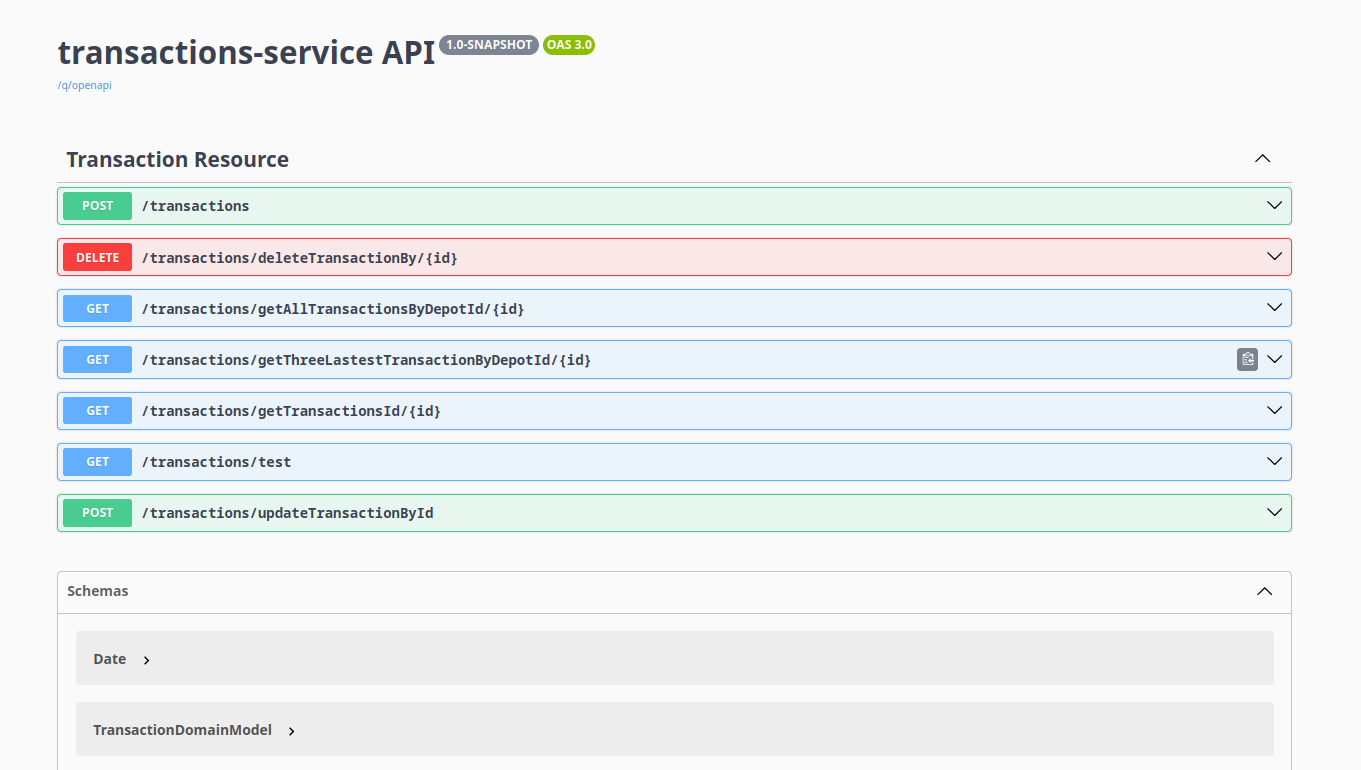 transactions-service API 1.0-SNAPSHOT OAS 3.0
/q/openapi
Transaction Resource
POST /transactions
DELETE /transactions/deleteTransactionBy/{id}
GET /transactions/getAllTransactionsByDepotId/{id}
GET /transactions/getThreeLastestTransactionByDepotId/{id}
GET /transactions/getTransactionsId/{id}
GET /transactions/test
POST /transactions/updateTransactionById
Schemas
Date
TransactionDomainModel